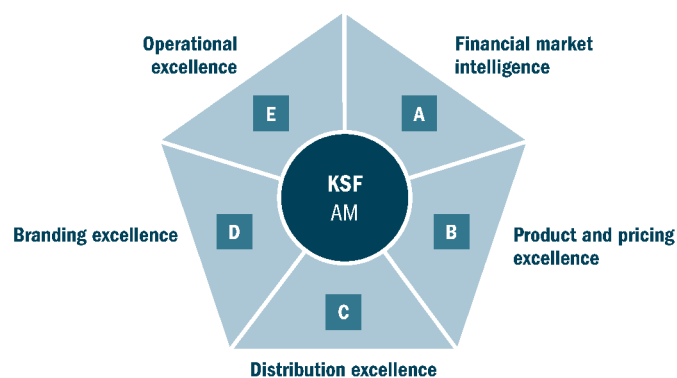 Operational
excellence
Financial market
intelligence
E
A
KSF
AM
Branding excellence
D
B
Product and pricing
excellence
C
Distribution excellence